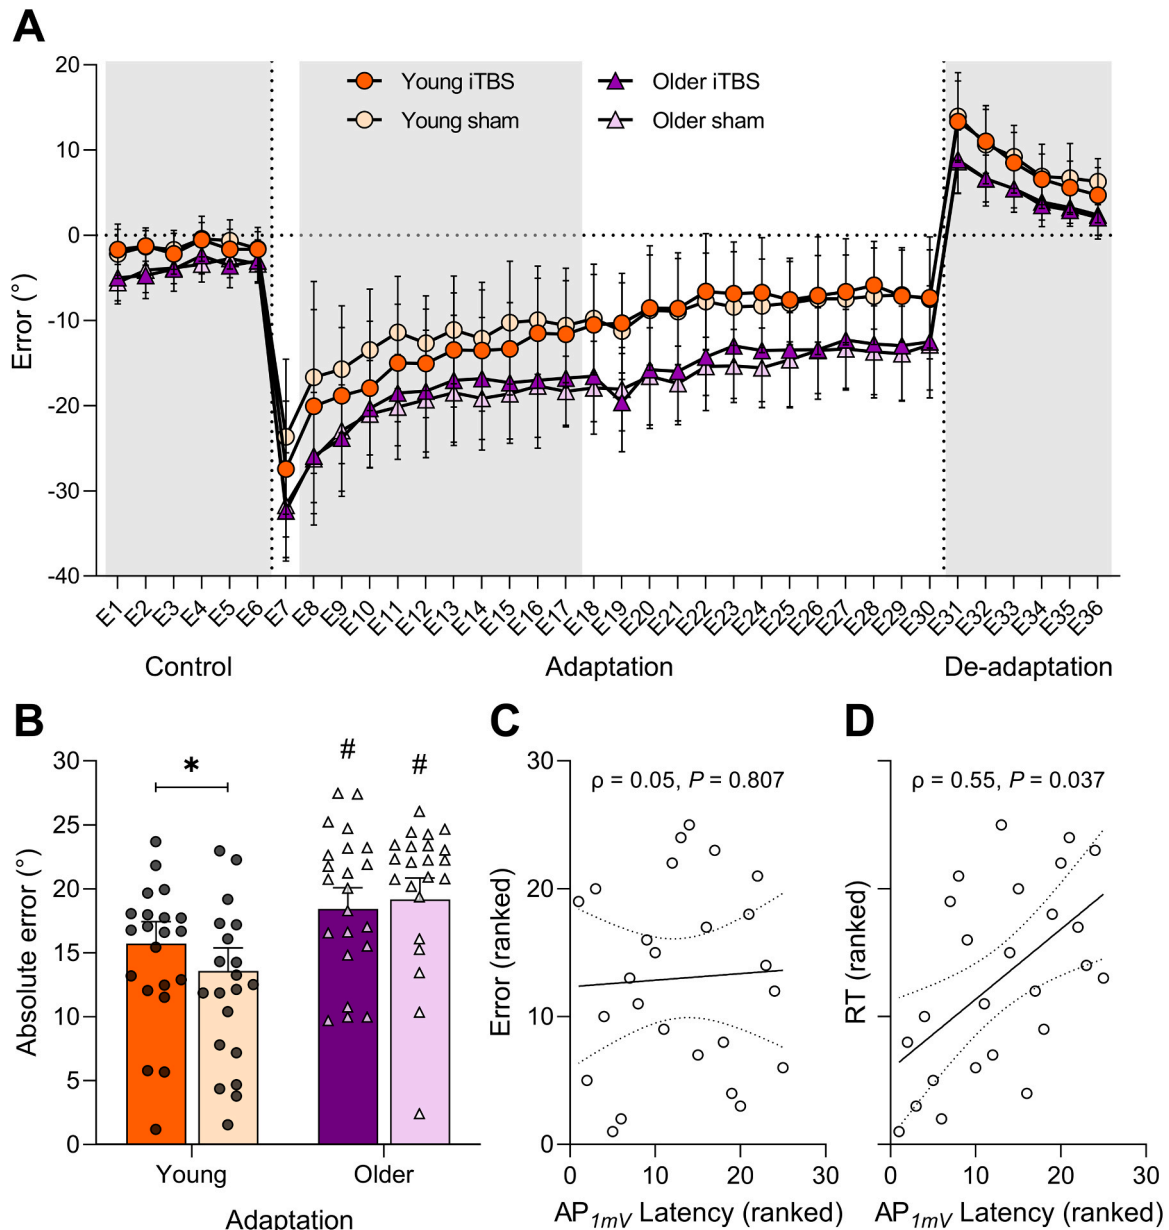 A
20
10
0
-10
-20
-30
-40
Error (°)
Young iTBS
Older iTBS
Young sham
Older sham
E1 E2 E3 E4 E5 E6 E7 E8 E9 E10 E11 E12 E13 E14 E15 E16 E17 E18 E19 E20 E21 E22 E23 E24 E25 E26 E27 E28 E29 E30 E31 E32 E33 E34 E35 E36
Control
Adaptation
De-adaptation
B
30
25
20
15
10
5
0
Absolute error (°)
*
#
#
Young
Older
Adaptation
C
30
20
10
0
Error (ranked)
ρ = 0.05, P = 0.807
0 10 20 30
AP1mV Latency (ranked)
D
RT (ranked)
ρ = 0.55, P = 0.037
0 10 20 30
AP1mV Latency (ranked)